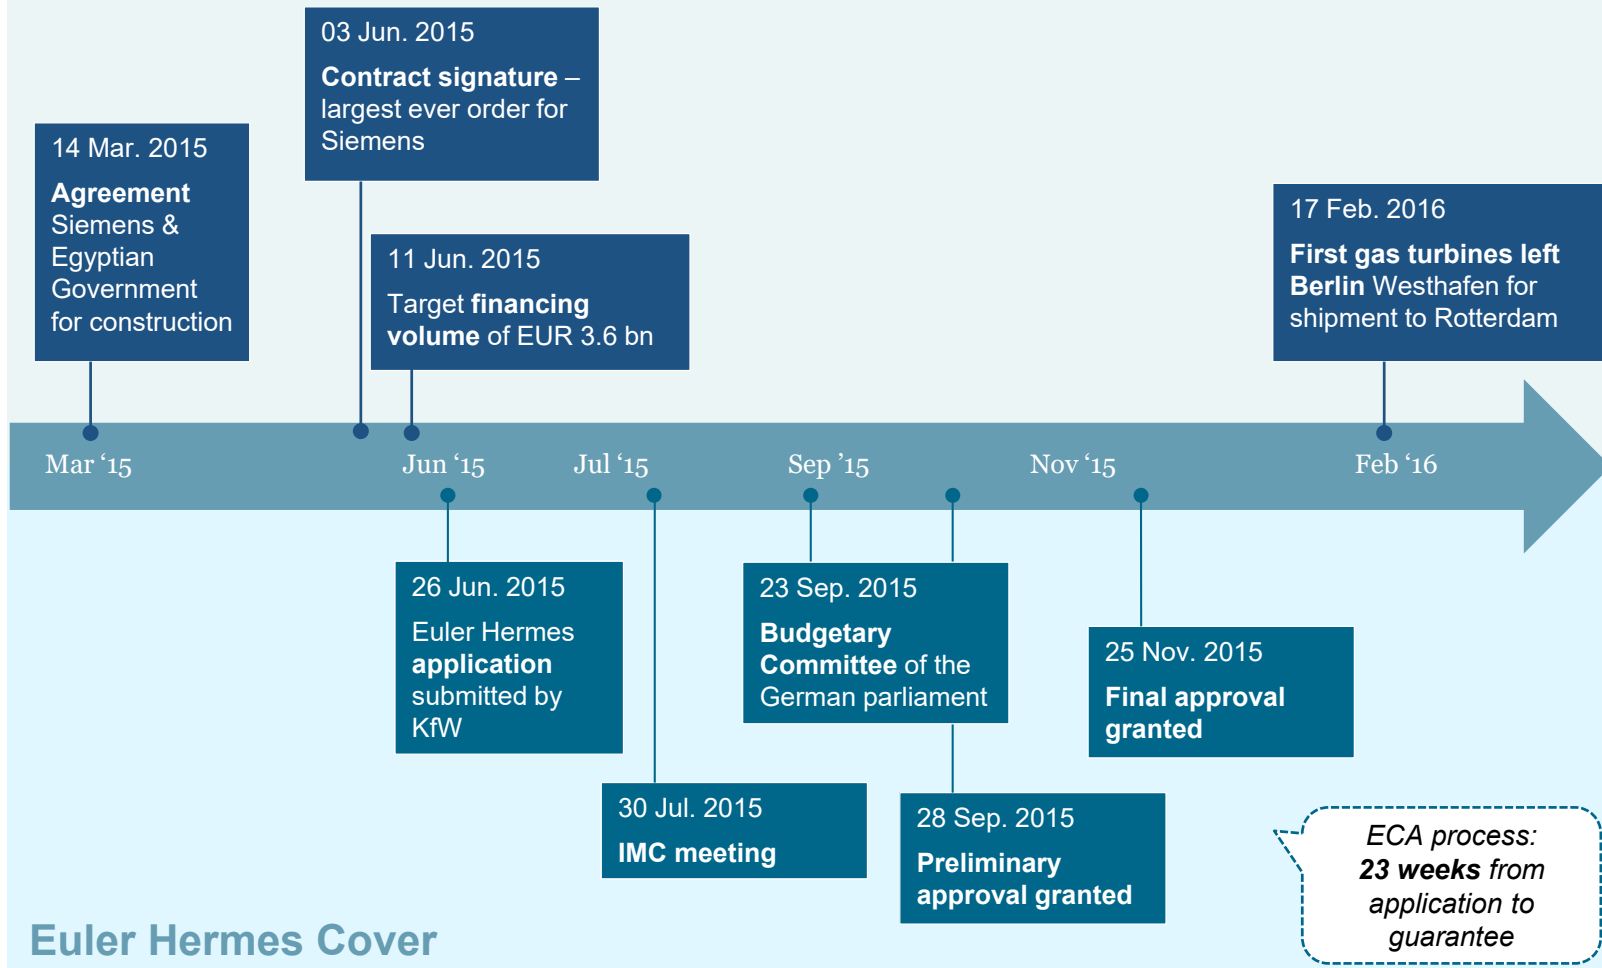 03 Jun. 2015
Contract signature –
largest ever order for
Siemens
14 Mar. 2015
Agreement
Siemens &
Egyptian
Government
for construction
11 Jun. 2015
Target financing
volume of EUR 3.6 bn
17 Feb. 2016
First gas turbines left
Berlin Westhafen for
shipment to Rotterdam
Mar ‘15
Jun ‘15
Jul ‘15
Sep ’15
Nov ‘15
Feb ‘16
26 Jun. 2015
Euler Hermes
application
submitted by
KfW
30 Jul. 2015
IMC meeting
23 Sep. 2015
Budgetary
Committee of the
German parliament
28 Sep. 2015
Preliminary
approval granted
25 Nov. 2015
Final approval
granted
ECA process:
23 weeks from
application to
guarantee
Euler Hermes Cover